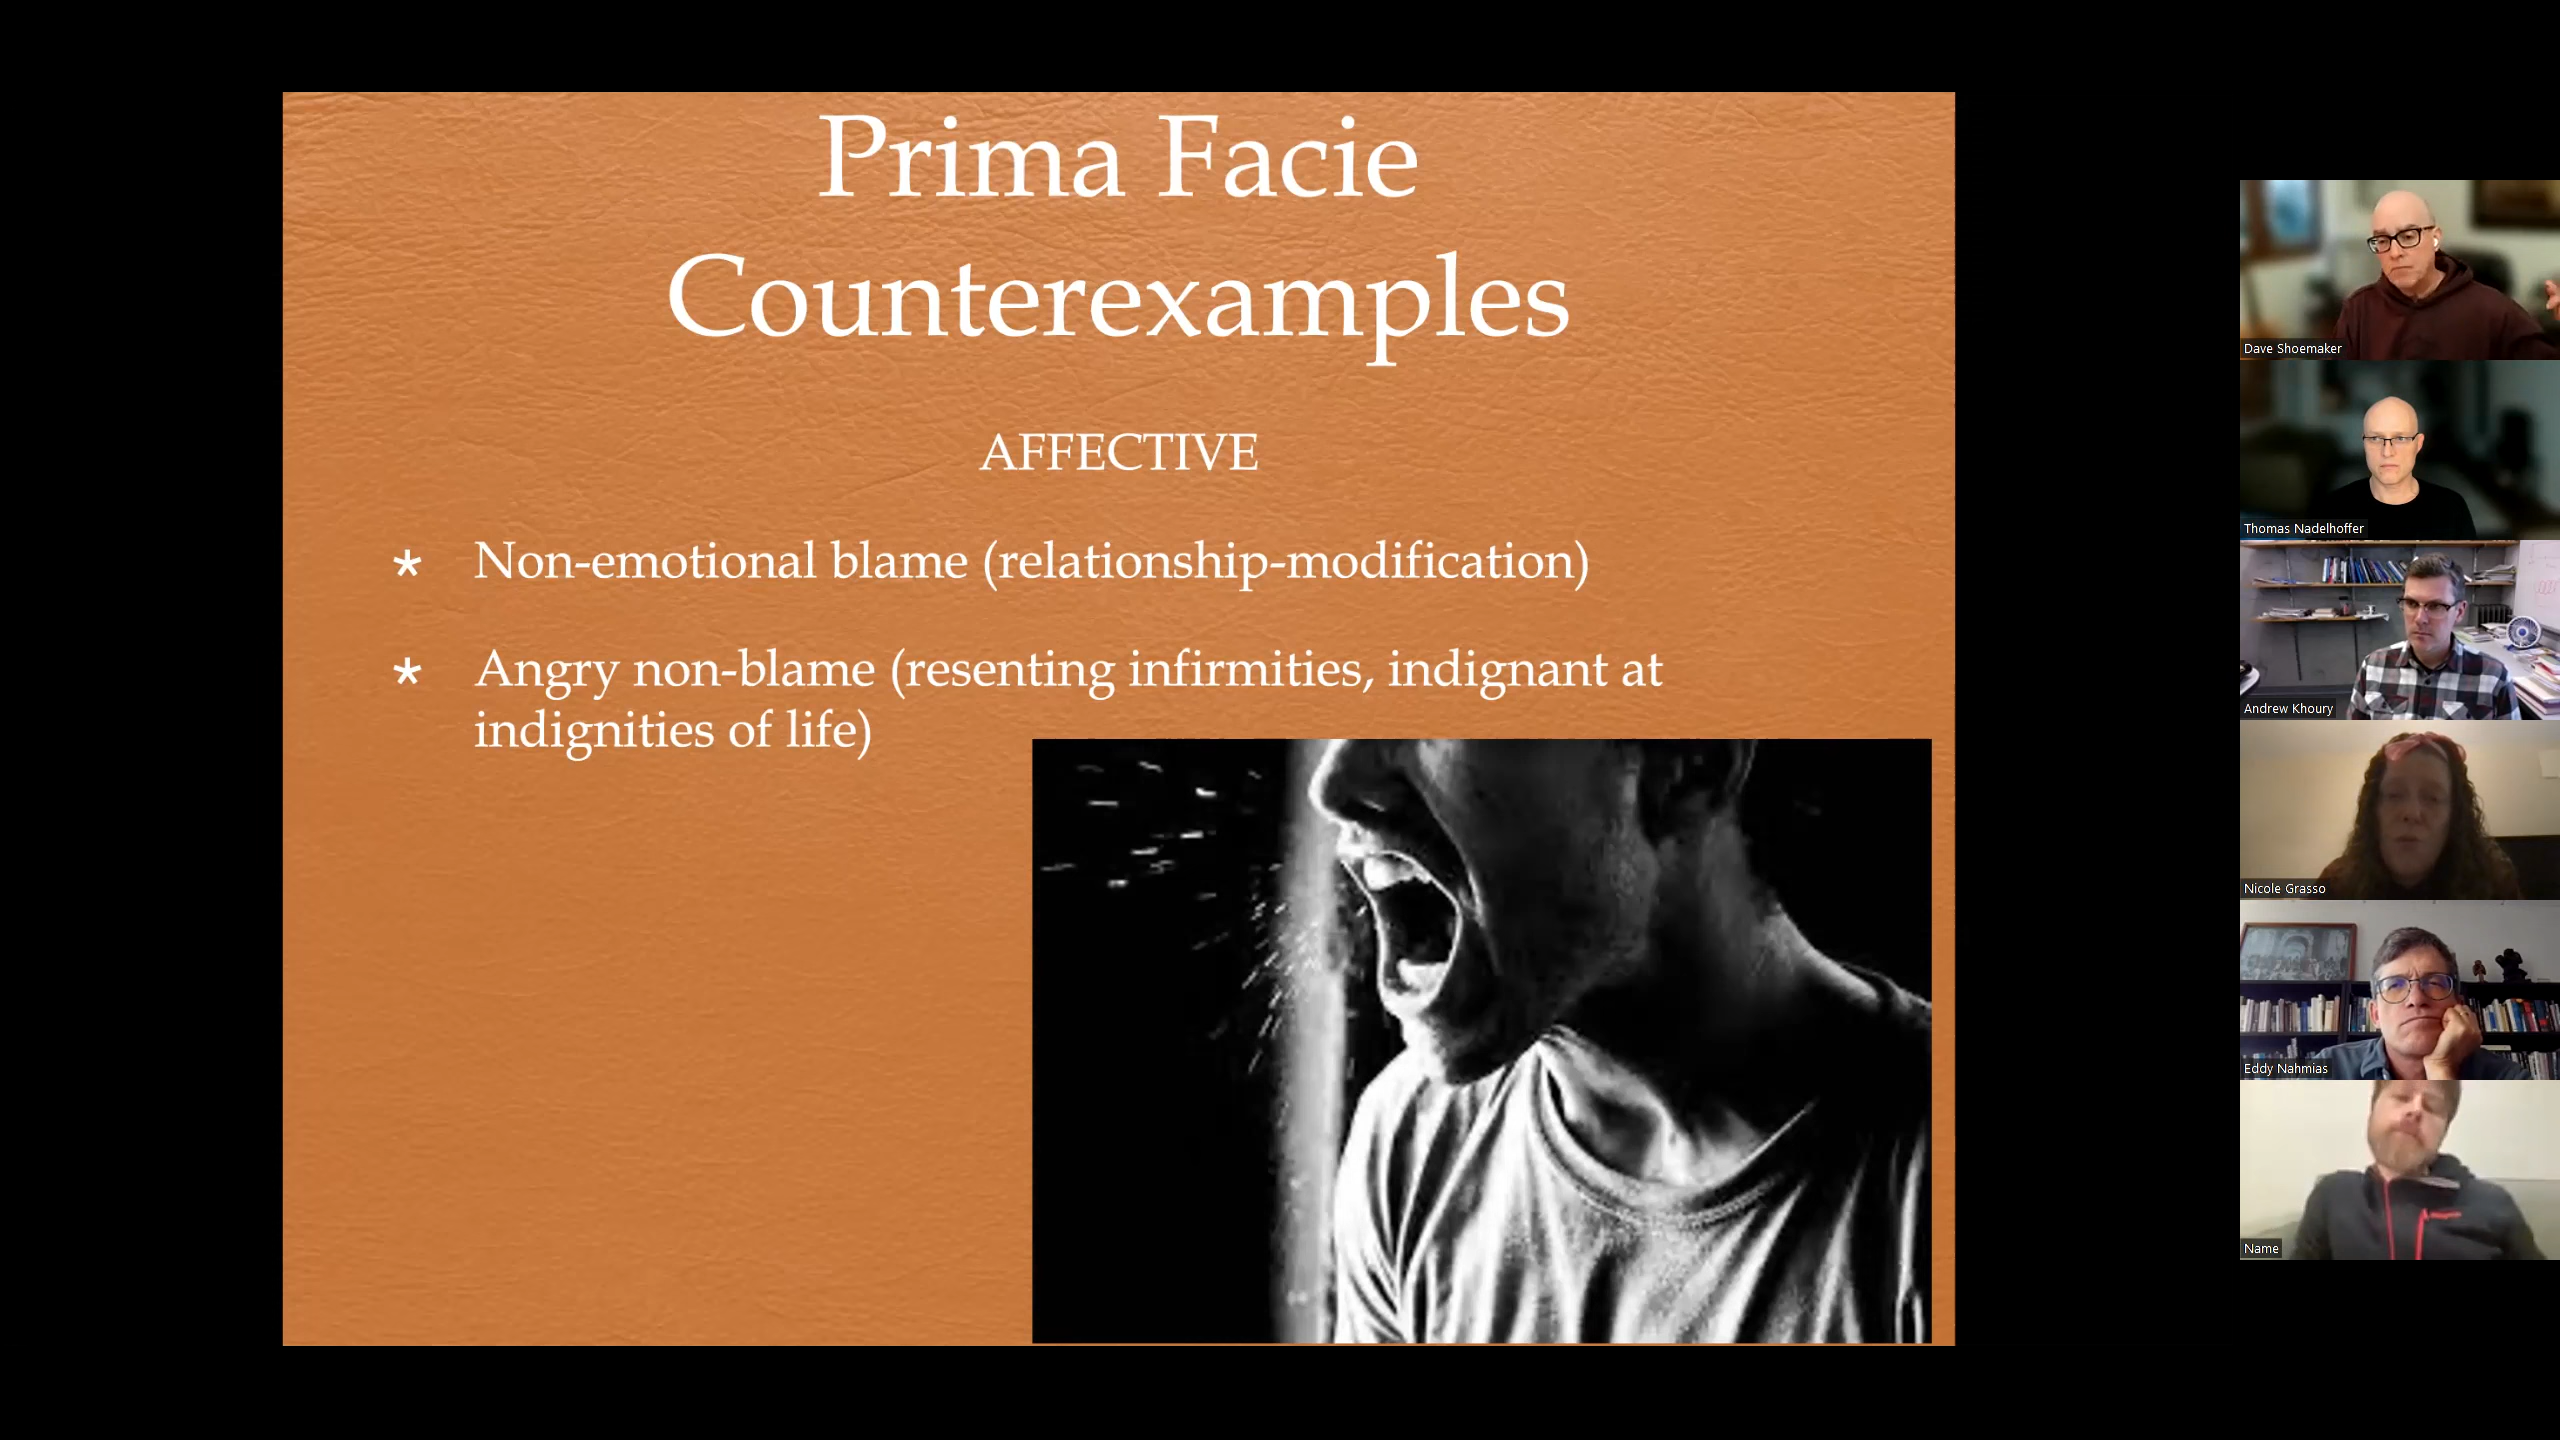 Prima Facie
Counterexamples
AFFECTIVE
* Non-emotional blame (relationship-modification)
* Angry non-blame (resenting infirmities, indignant at
indignities of life)
Dave Shoemaker
Thomas Nadelhoffer
Andrew Khoury
Nicole Grasso
Eddy Nahmias
Name